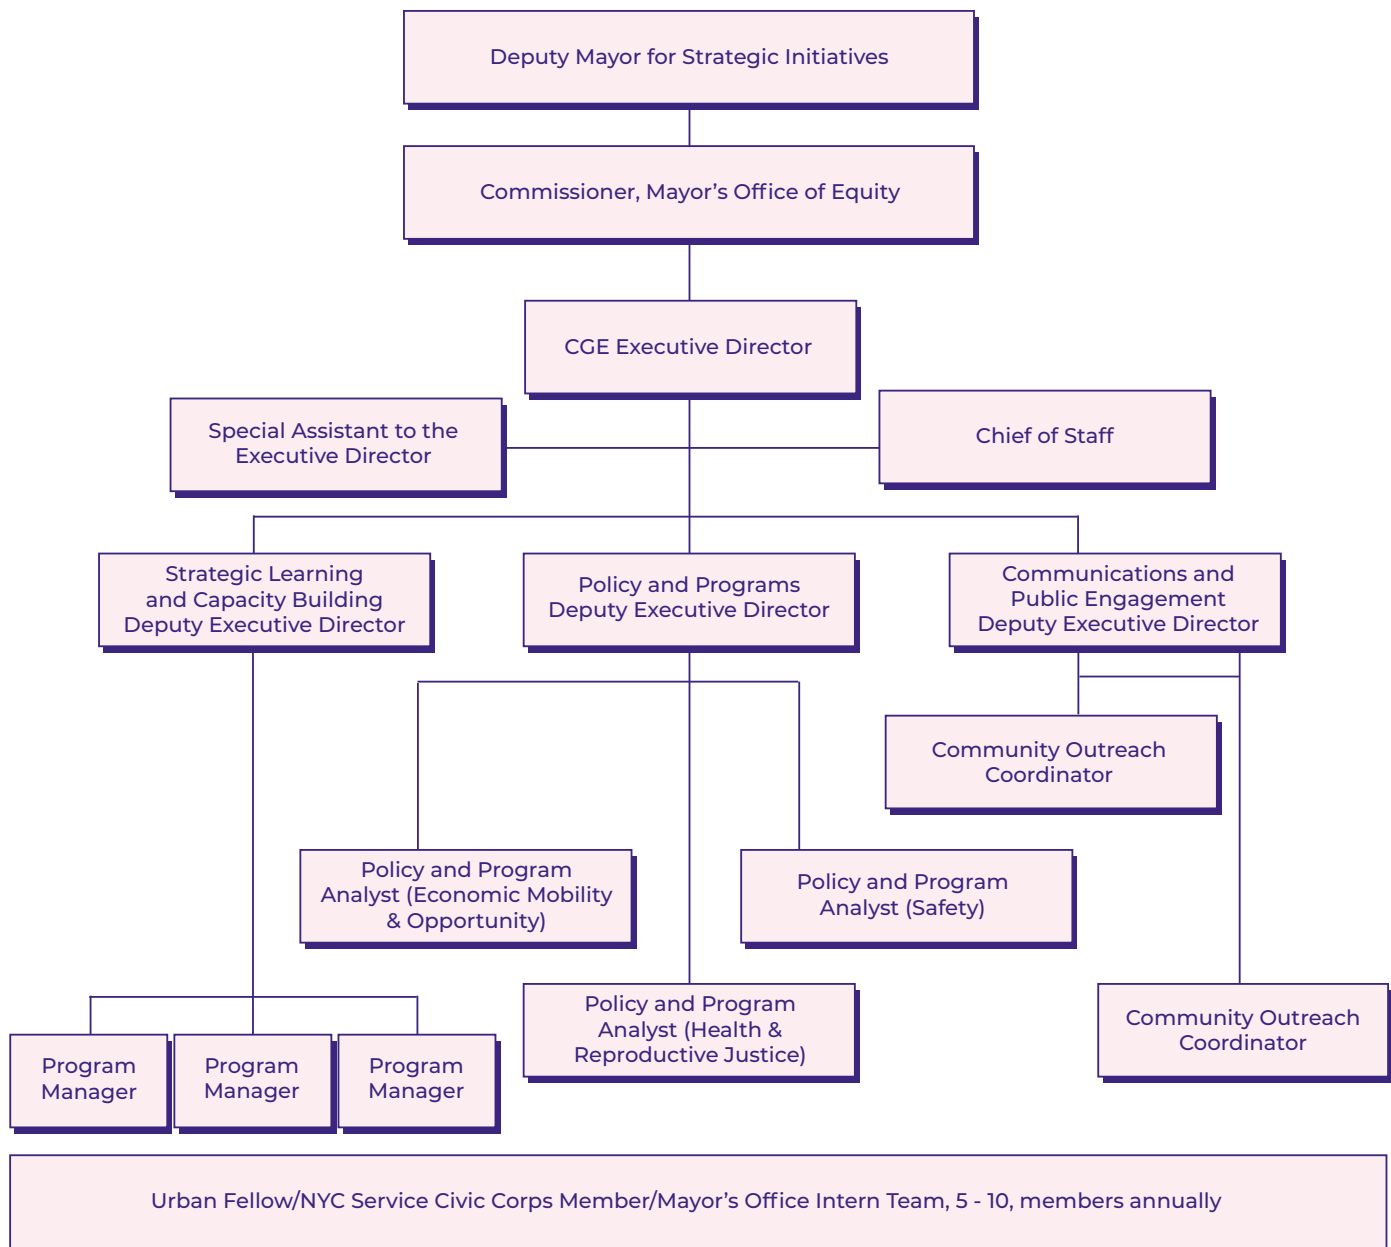 Deputy Mayor for Strategic Initiatives
Commissioner, Mayor’s Office of Equity
CGE Executive Director
Special Assistant to the
Executive Director
Chief of Staff
Strategic Learning
and Capacity Building
Deputy Executive Director
Policy and Programs
Deputy Executive Director
Communications and
Public Engagement
Deputy Executive Director
Community Outreach
Coordinator
Policy and Program
Analyst (Economic Mobility
& Opportunity)
Policy and Program
Analyst (Safety)
Policy and Program
Analyst (Health &
Reproductive Justice)
Community Outreach
Coordinator
Program
Manager
Program
Manager
Program
Manager
Urban Fellow/NYC Service Civic Corps Member/Mayor’s Office Intern Team, 5 - 10, members annually